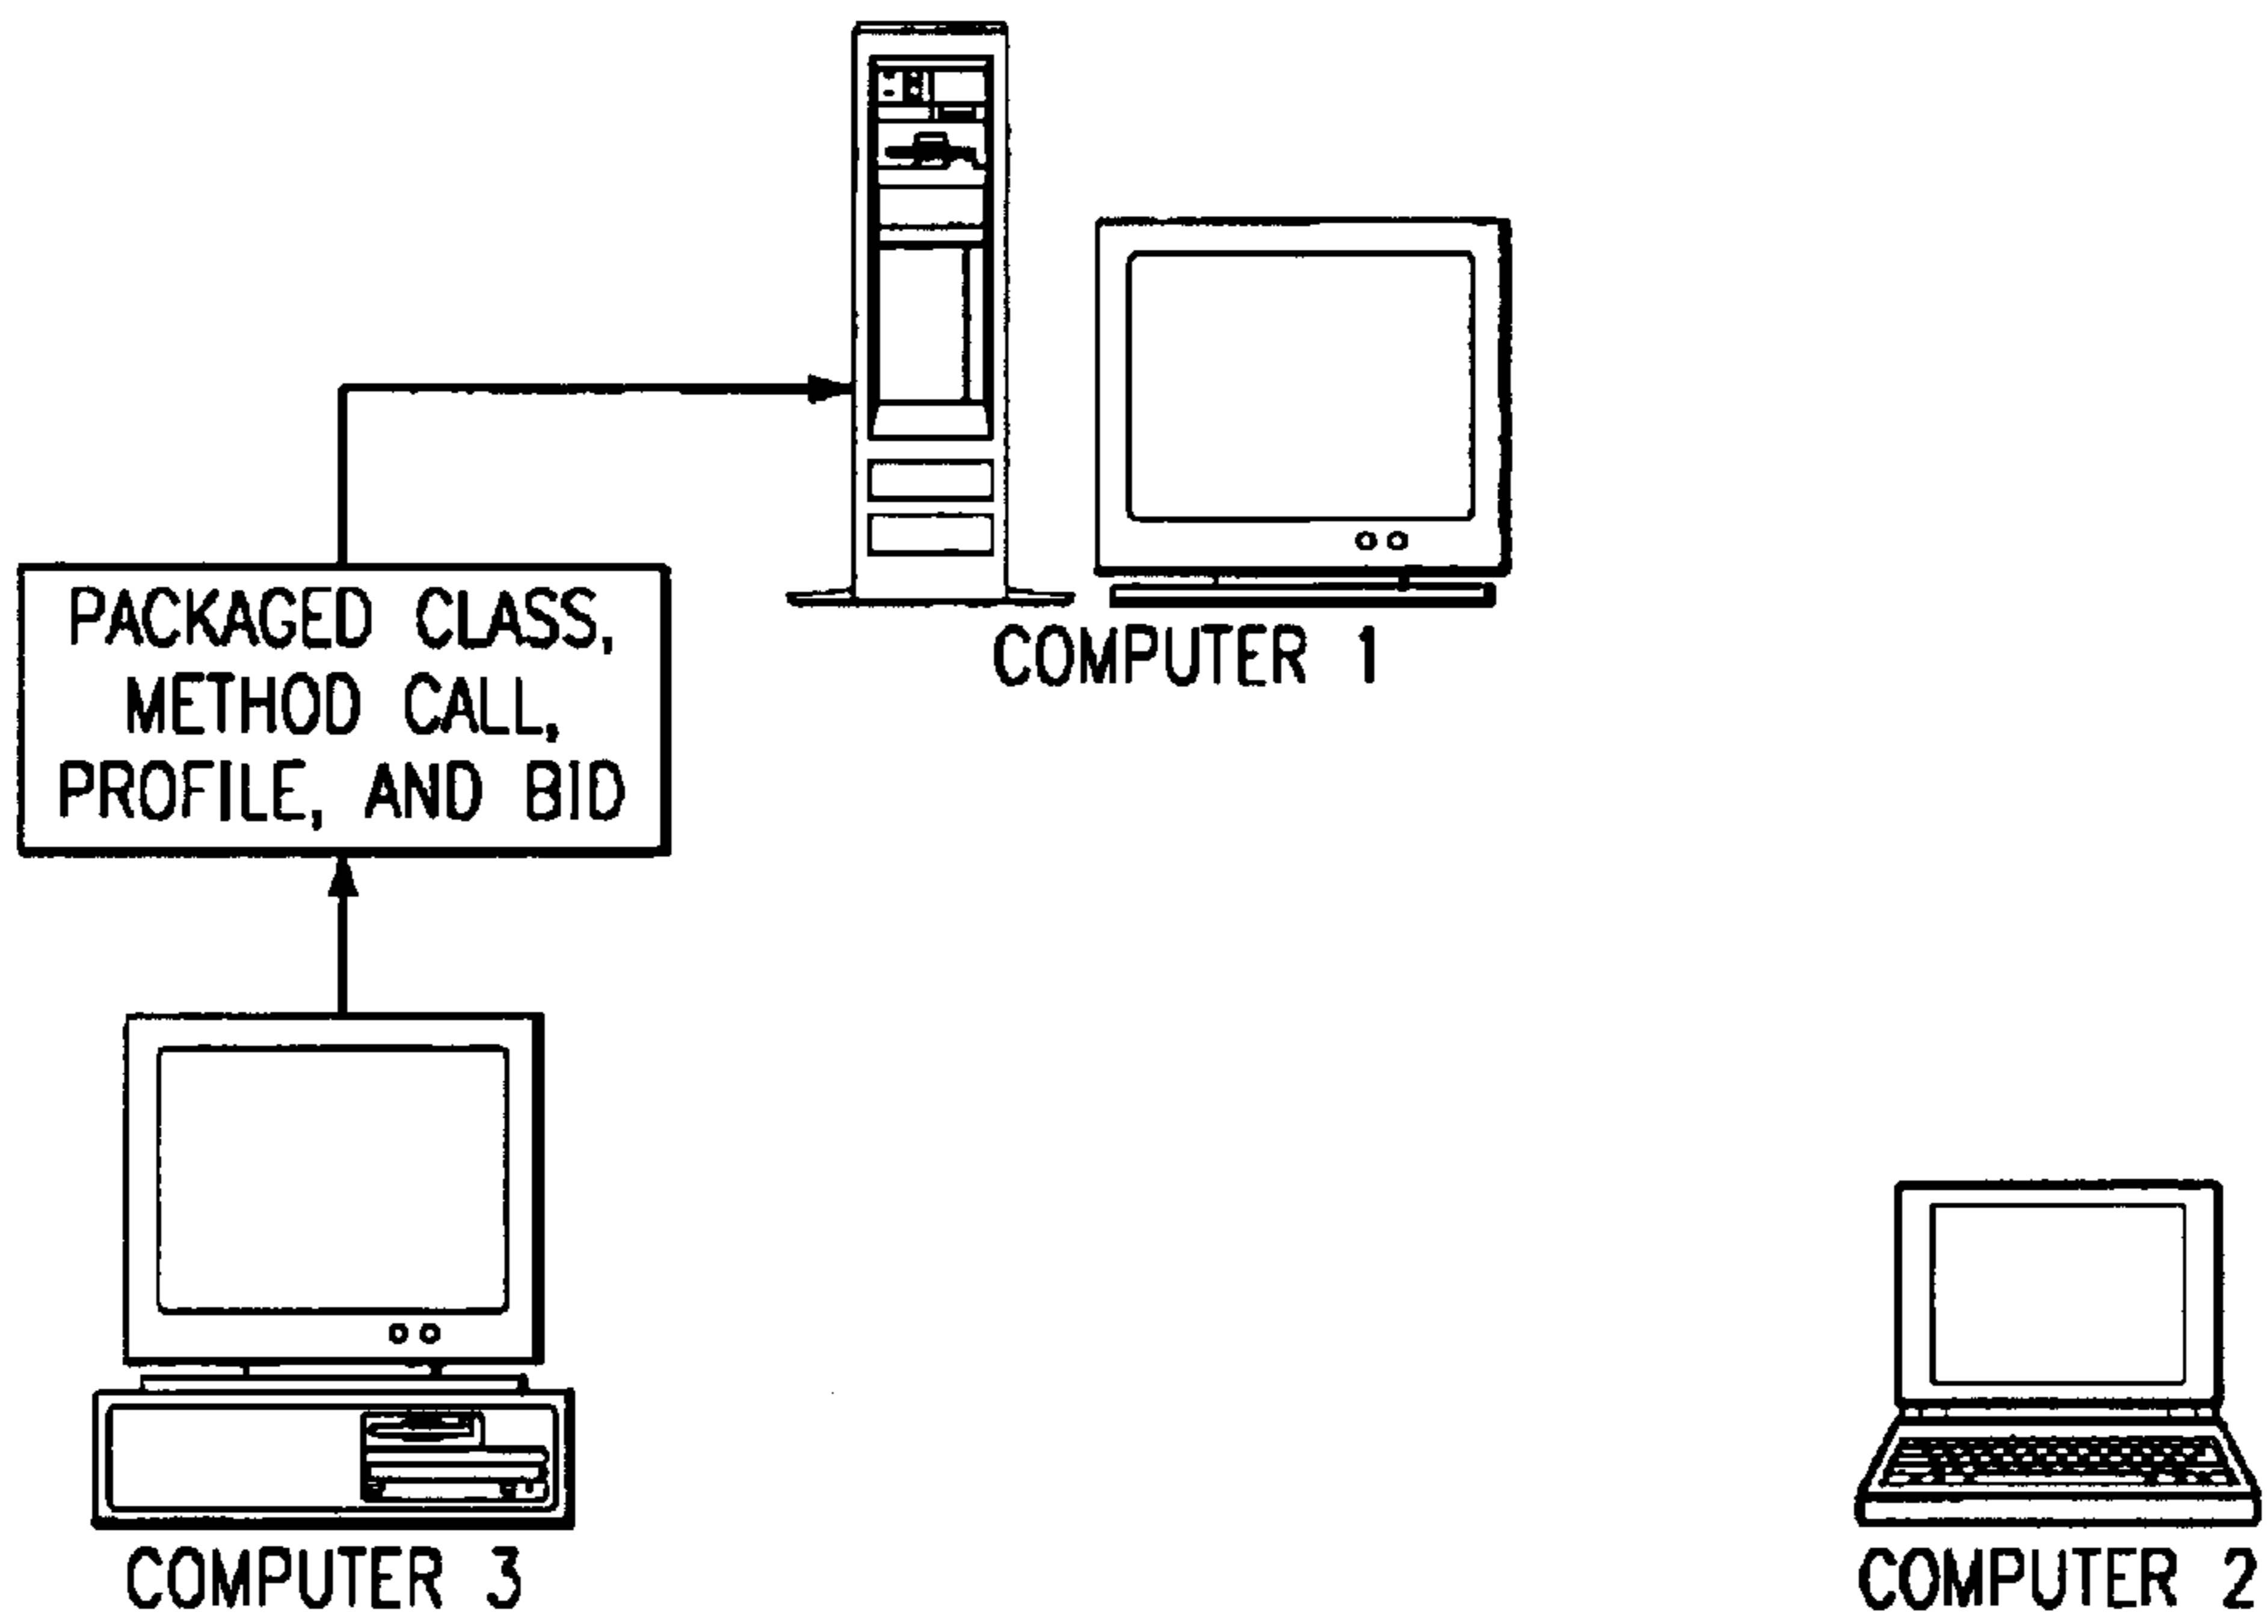 PACKAGED CLASS,
METHOD CALL,
PROFILE, AND BID
COMPUTER 1
COMPUTER 3
COMPUTER 2